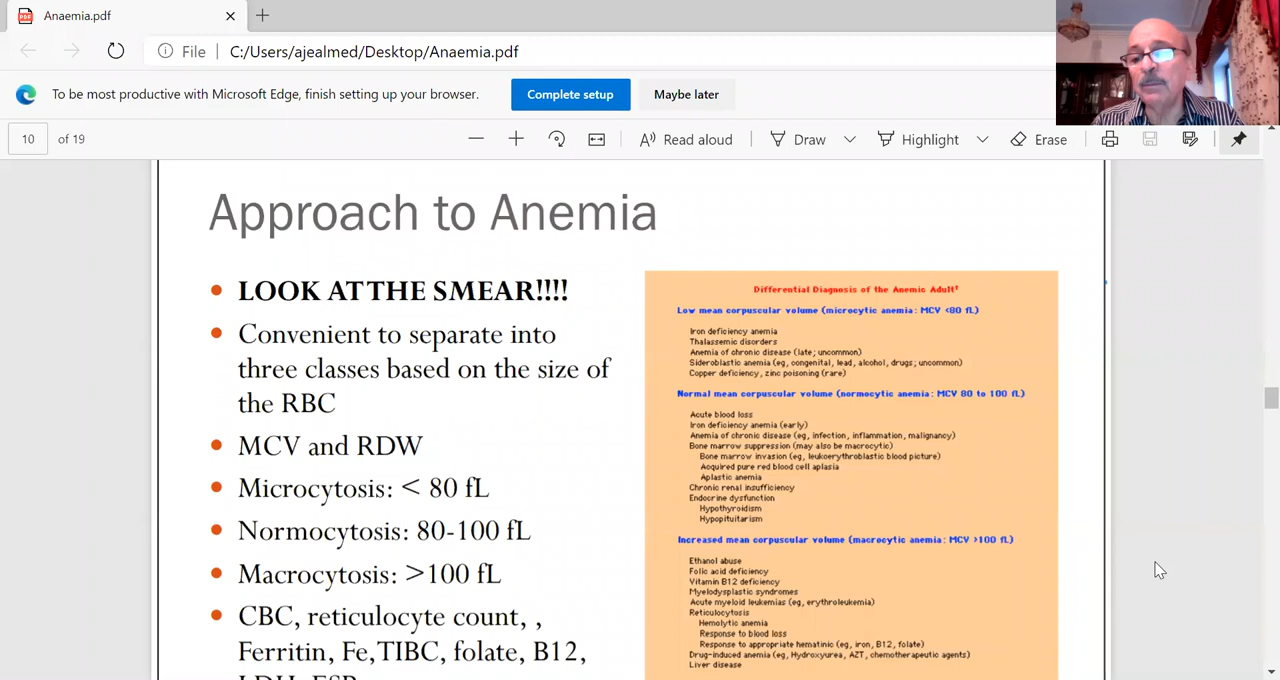 Anaemia.pdf
File
C:/Users/ajealmed/Desktop/Anaemia.pdf
To be most productive with Microsoft Edge, finish setting up your browser.
Complete setup
Maybe later
10 of 19
Read aloud
Draw
Highlight
Erase
Approach to Anemia
LOOK AT THE SMEAR!!!!
Convenient to separate into
three classes based on the size of
the RBC
MCV and RDW
Microcytosis: < 80 fL
Normocytosis: 80-100 fL
Macrocytosis: >100 fL
CBC, reticulocyte count, ,
Ferritin, Fe,TIBC, folate, B12,
LDH, ESR
Differential Diagnosis of the Anemic Adult†
Low mean corpuscular volume (microcytic anemia: MCV <80 fL)
Iron deficiency anemia
Thalassemic disorders
Anemia of chronic disease (late; uncommon)
Sideroblastic anemia (eg, congenital, lead, alcohol, drugs; uncommon)
Copper deficiency, zinc poisoning (rare)
Normal mean corpuscular volume (normocytic anemia: MCV 80 to 100 fL)
Acute blood loss
Iron deficiency anemia (early)
Anemia of chronic disease (eg, infection, inflammation, malignancy)
Bone marrow suppression (may also be macrocytic)
Bone marrow invasion (eg, leukoerythroblastic blood picture)
Acquired pure red blood cell aplasia
Aplastic anemia
Chronic renal insufficiency
Endocrine dysfunction
Hypothyroidism
Hypopituitarism
Increased mean corpuscular volume (macrocytic anemia: MCV >100 fL)
Ethanol abuse
Folic acid deficiency
Vitamin B12 deficiency
Myelodysplastic syndromes
Acute myeloid leukemias (eg, erythroleukemia)
Reticulocytosis
Hemolytic anemia
Response to blood loss
Response to appropriate hematinic (eg, iron, B12, folate)
Drug-induced anemia (eg, Hydroxyurea, AZT, chemotherapeutic agents)
Liver disease